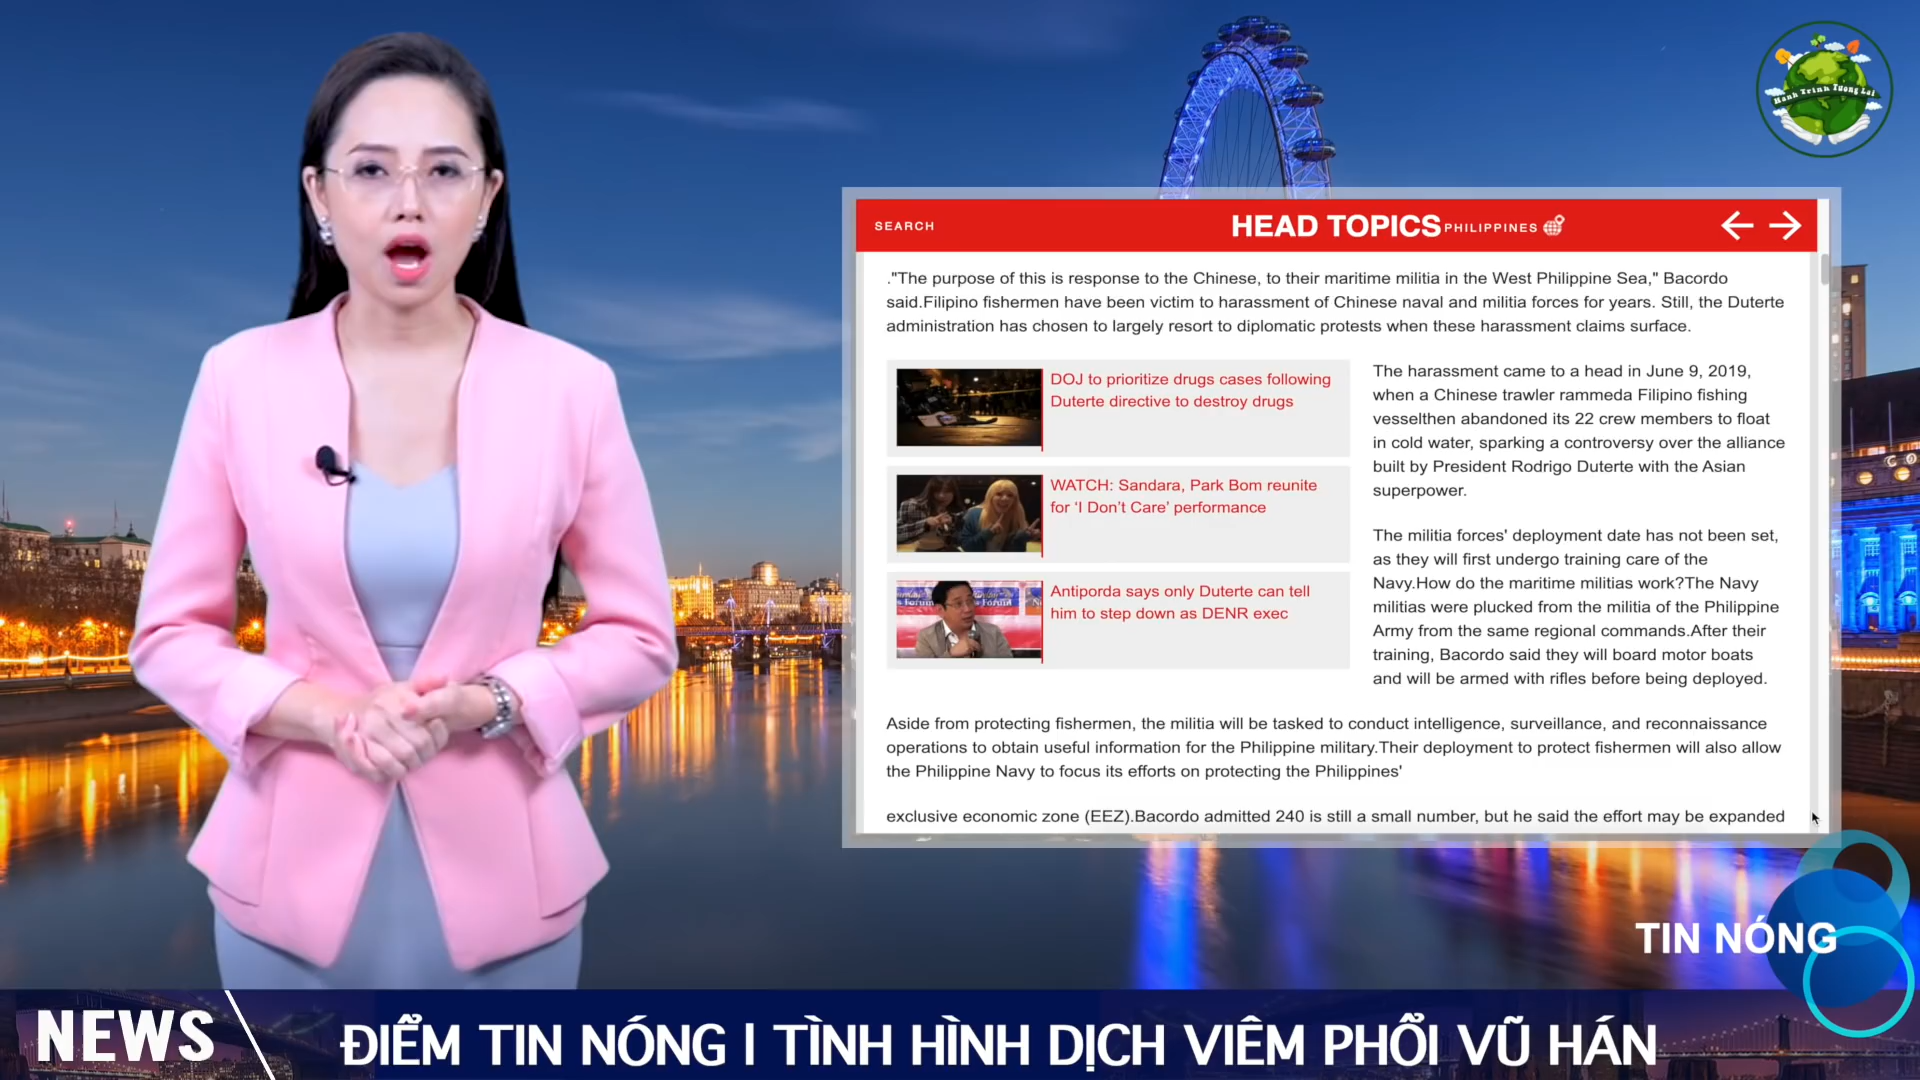 Hanh Trinh Tuong Lai
SEARCH
HEAD TOPICS PHILIPPINES
."The purpose of this is response to the Chinese, to their maritime militia in the West Philippine Sea," Bacordo
said.Filipino fishermen have been victim to harassment of Chinese naval and militia forces for years. Still, the Duterte
administration has chosen to largely resort to diplomatic protests when these harassment claims surface.
DOJ to prioritize drugs cases following
Duterte directive to destroy drugs
WATCH: Sandara, Park Bom reunite
for ‘I Don’t Care’ performance
Antiporda says only Duterte can tell
him to step down as DENR exec
The harassment came to a head in June 9, 2019,
when a Chinese trawler rammeda Filipino fishing
vesselthen abandoned its 22 crew members to float
in cold water, sparking a controversy over the alliance
built by President Rodrigo Duterte with the Asian
superpower.
The militia forces' deployment date has not been set,
as they will first undergo training care of the
Navy.How do the maritime militias work?The Navy
militias were plucked from the militia of the Philippine
Army from the same regional commands.After their
training, Bacordo said they will board motor boats
and will be armed with rifles before being deployed.
Aside from protecting fishermen, the militia will be tasked to conduct intelligence, surveillance, and reconnaissance
operations to obtain useful information for the Philippine military.Their deployment to protect fishermen will also allow
the Philippine Navy to focus its efforts on protecting the Philippines'
exclusive economic zone (EEZ).Bacordo admitted 240 is still a small number, but he said the effort may be expanded
TIN NÓNG
NEWS
ĐIỂM TIN NÓNG | TÌNH HÌNH DỊCH VIÊM PHỔI VŨ HÁN